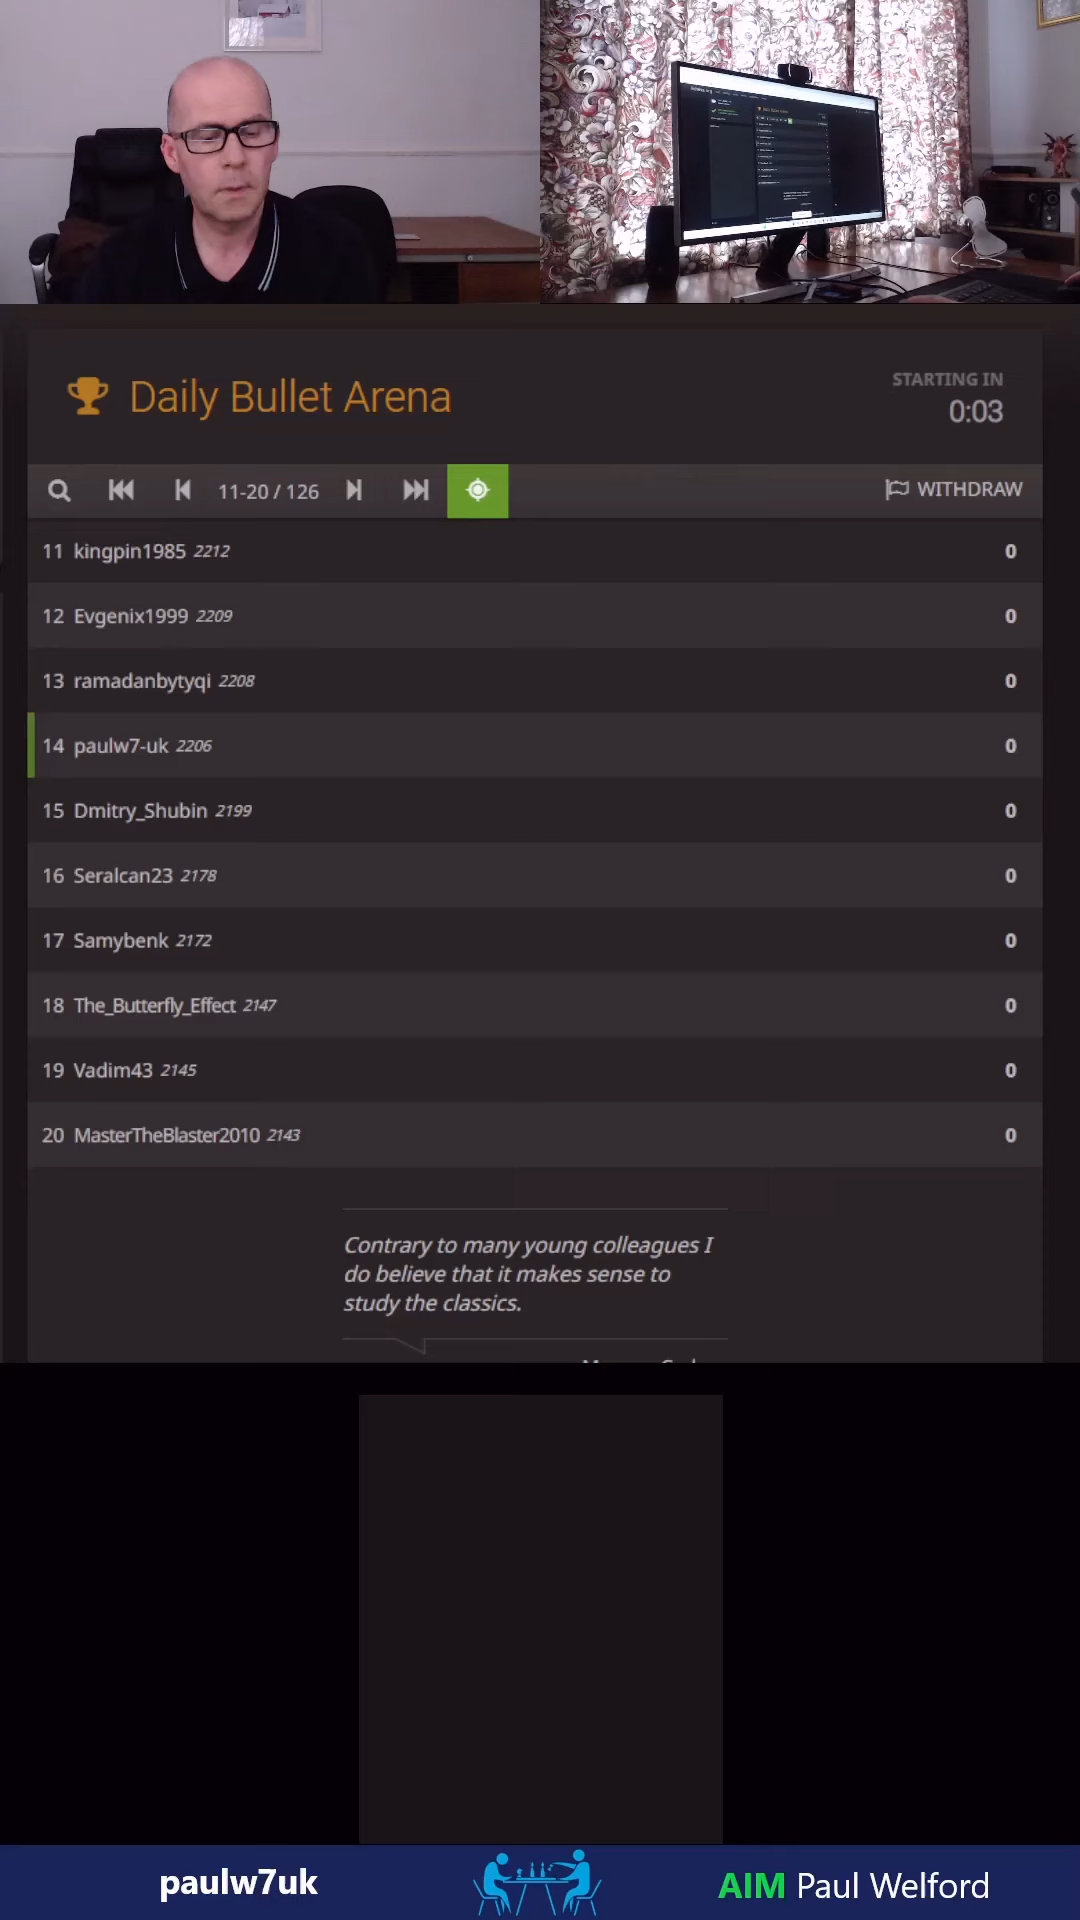 Daily Bullet Arena
STARTING IN
0:03
11-20 / 126
WITHDRAW
11 kingpin1985 2212 0
12 Evgenix1999 2209 0
13 ramadanbytyqi 2208 0
14 paulw7-uk 2206 0
15 Dmitry_Shubin 2199 0
16 Seralcan23 2178 0
17 Samybenk 2172 0
18 The_Butterfly_Effect 2147 0
19 Vadim43 2145 0
20 MasterTheBlaster2010 2143 0
Contrary to many young colleagues I
do believe that it makes sense to
study the classics.
paulw7uk
AIM Paul Welford